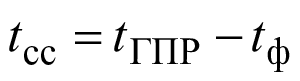 t_сс = t_ГПР − t_ф